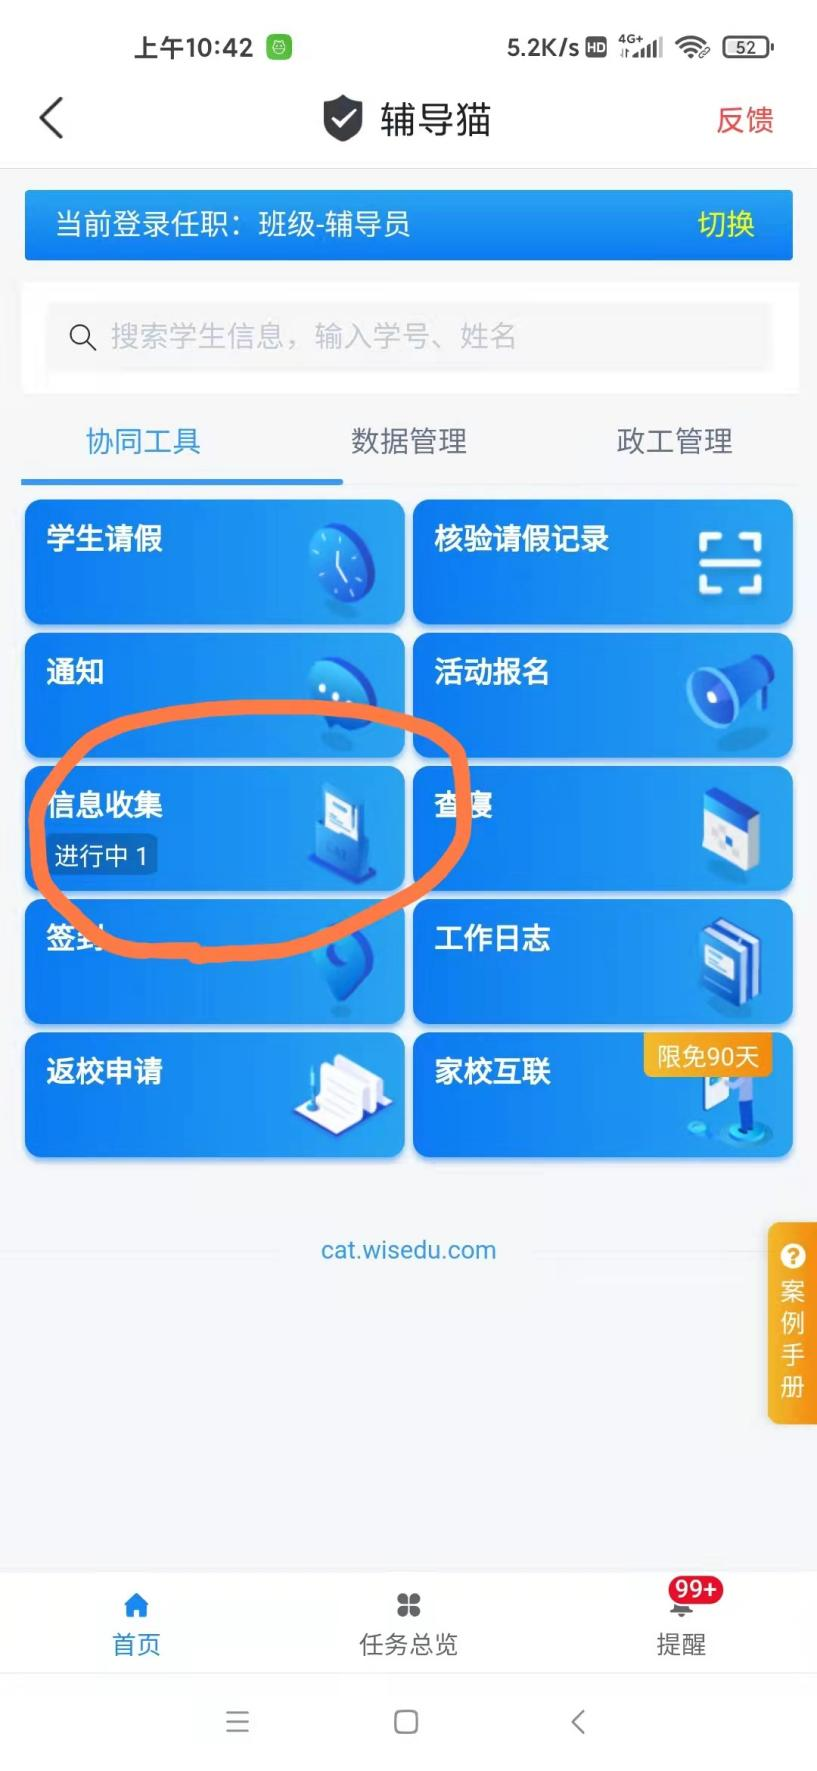 上午10:42 5.2K/s HD 4G+ 52
辅导猫 反馈
当前登录任职：班级-辅导员 切换
搜索学生信息，输入学号、姓名
协同工具 数据管理 政工管理
学生请假 核验请假记录
通知 活动报名
信息收集 查寝
进行中 1
签到 工作日志
返校申请 家校互联
限免90天
cat.wisedu.com
案例手册
99+
首页 任务总览 提醒